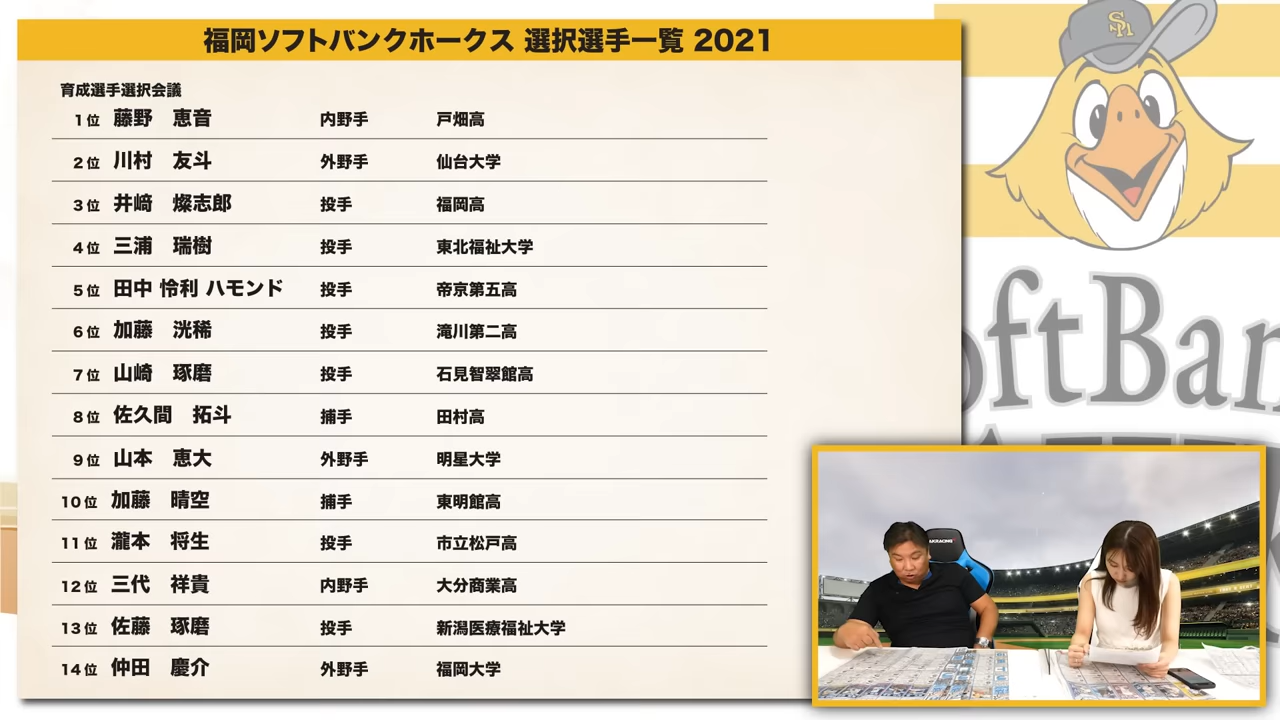 福岡ソフトバンクホークス 選択選手一覧 2021
育成選手選択会議
1位 藤野 恵音 内野手 戸畑高
2位 川村 友斗 外野手 仙台大学
3位 井﨑 燦志郎 投手 福岡高
4位 三浦 瑞樹 投手 東北福祉大学
5位 田中 怜利 ハモンド 投手 帝京第五高
6位 加藤 洸稀 投手 滝川第二高
7位 山崎 琢磨 投手 石見智翠館高
8位 佐久間 拓斗 捕手 田村高
9位 山本 恵大 外野手 明星大学
10位 加藤 晴空 捕手 東明館高
11位 瀧本 将生 投手 市立松戸高
12位 三代 祥貴 内野手 大分商業高
13位 佐藤 琢磨 投手 新潟医療福祉大学
14位 仲田 慶介 外野手 福岡大学
SH
oftBan
AKRACING